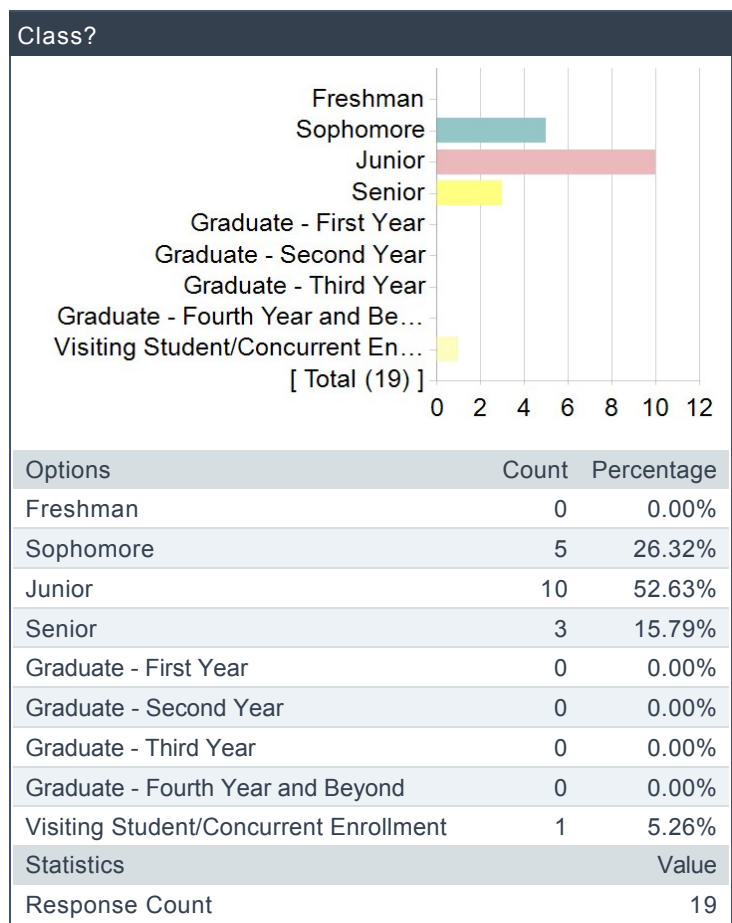 Class?
Freshman
Sophomore
Junior
Senior
Graduate - First Year
Graduate - Second Year
Graduate - Third Year
Graduate - Fourth Year and Be…
Visiting Student/Concurrent En…
[ Total (19) ]
0 2 4 6 8 10 12
Options Count Percentage
Freshman 0 0.00%
Sophomore 5 26.32%
Junior 10 52.63%
Senior 3 15.79%
Graduate - First Year 0 0.00%
Graduate - Second Year 0 0.00%
Graduate - Third Year 0 0.00%
Graduate - Fourth Year and Beyond 0 0.00%
Visiting Student/Concurrent Enrollment 1 5.26%
Statistics Value
Response Count 19